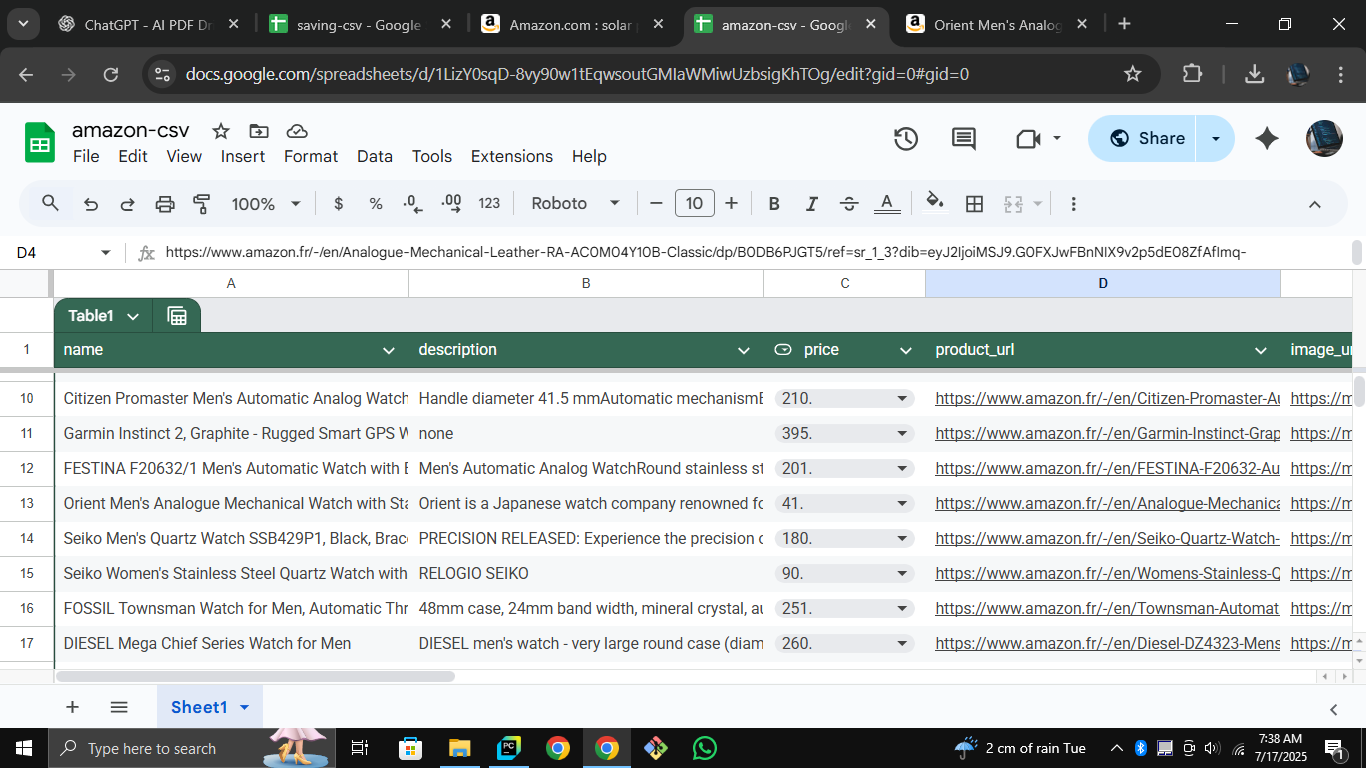 ChatGPT - AI PDF Dr
saving-csv - Google
Amazon.com : solar
amazon-csv - Googl
Orient Men's Analog
docs.google.com/spreadsheets/d/1LizY0sqD-8vy90w1tEqwsoutGMIaWMiwUzbsigKhTOg/edit?gid=0#gid=0
amazon-csv
File Edit View Insert Format Data Tools Extensions Help
Share
100% $ % .0 .00 123 Roboto 10 B I S A
D4
fx https://www.amazon.fr/-/en/Analogue-Mechanical-Leather-RA-AC0M04Y10B-Classic/dp/B0DB6PJGT5/ref=sr_1_3?dib=eyJ2IjoiMSJ9.G0FXJwFBnNIX9v2p5dE08ZfAfImq-
A B C D
Table1
1 name description price product_url image_u
10 Citizen Promaster Men's Automatic Analog Watch Handle diameter 41.5 mmAutomatic mechanismE 210. https://www.amazon.fr/-/en/Citizen-Promaster-Au https://m
11 Garmin Instinct 2, Graphite - Rugged Smart GPS W none 395. https://www.amazon.fr/-/en/Garmin-Instinct-Grap https://m
12 FESTINA F20632/1 Men's Automatic Watch with B Men's Automatic Analog WatchRound stainless st 201. https://www.amazon.fr/-/en/FESTINA-F20632-Au https://m
13 Orient Men's Analogue Mechanical Watch with Sta Orient is a Japanese watch company renowned fo 41. https://www.amazon.fr/-/en/Analogue-Mechanica https://m
14 Seiko Men's Quartz Watch SSB429P1, Black, Brac PRECISION RELEASED: Experience the precision o 180. https://www.amazon.fr/-/en/Seiko-Quartz-Watch- https://m
15 Seiko Women's Stainless Steel Quartz Watch with RELOGIO SEIKO 90. https://www.amazon.fr/-/en/Womens-Stainless-Q https://m
16 FOSSIL Townsman Watch for Men, Automatic Thr 48mm case, 24mm band width, mineral crystal, au 251. https://www.amazon.fr/-/en/Townsman-Automat https://m
17 DIESEL Mega Chief Series Watch for Men DIESEL men's watch - very large round case (diam 260. https://www.amazon.fr/-/en/Diesel-DZ4323-Mens https://m
Sheet1
Type here to search
PC
2 cm of rain Tue
7:38 AM
7/17/2025
1